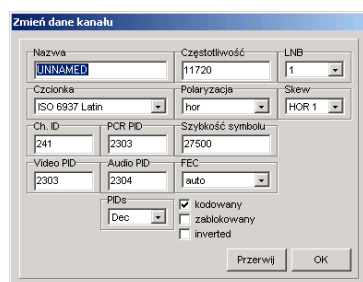 Zmień dane kanału
Nazwa Częstotliwość LNB
UNNAMED 11720 1
Czcionka Polaryzacja Skew
ISO 6937 Latin hor HOR 1
Ch. ID PCR PID Szybkość symbolu
241 2303 27500
Video PID Audio PID FEC
2303 2304 auto
PIDs kodowany
Dec zablokowany
inverted
Przerwij OK